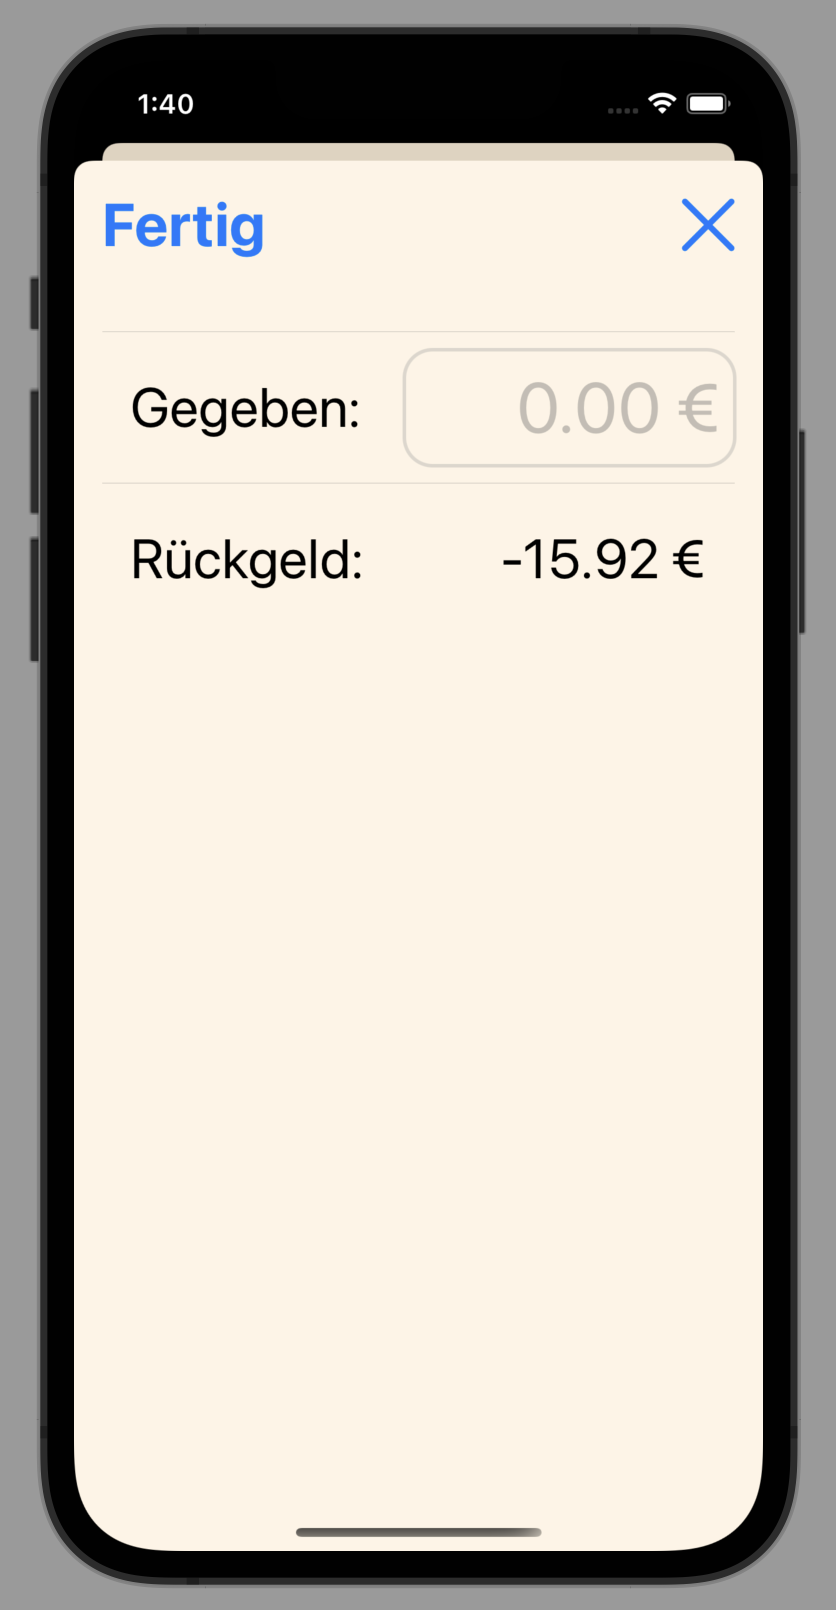 1:40
Fertig
Gegeben: 0.00 €
Rückgeld: -15.92 €